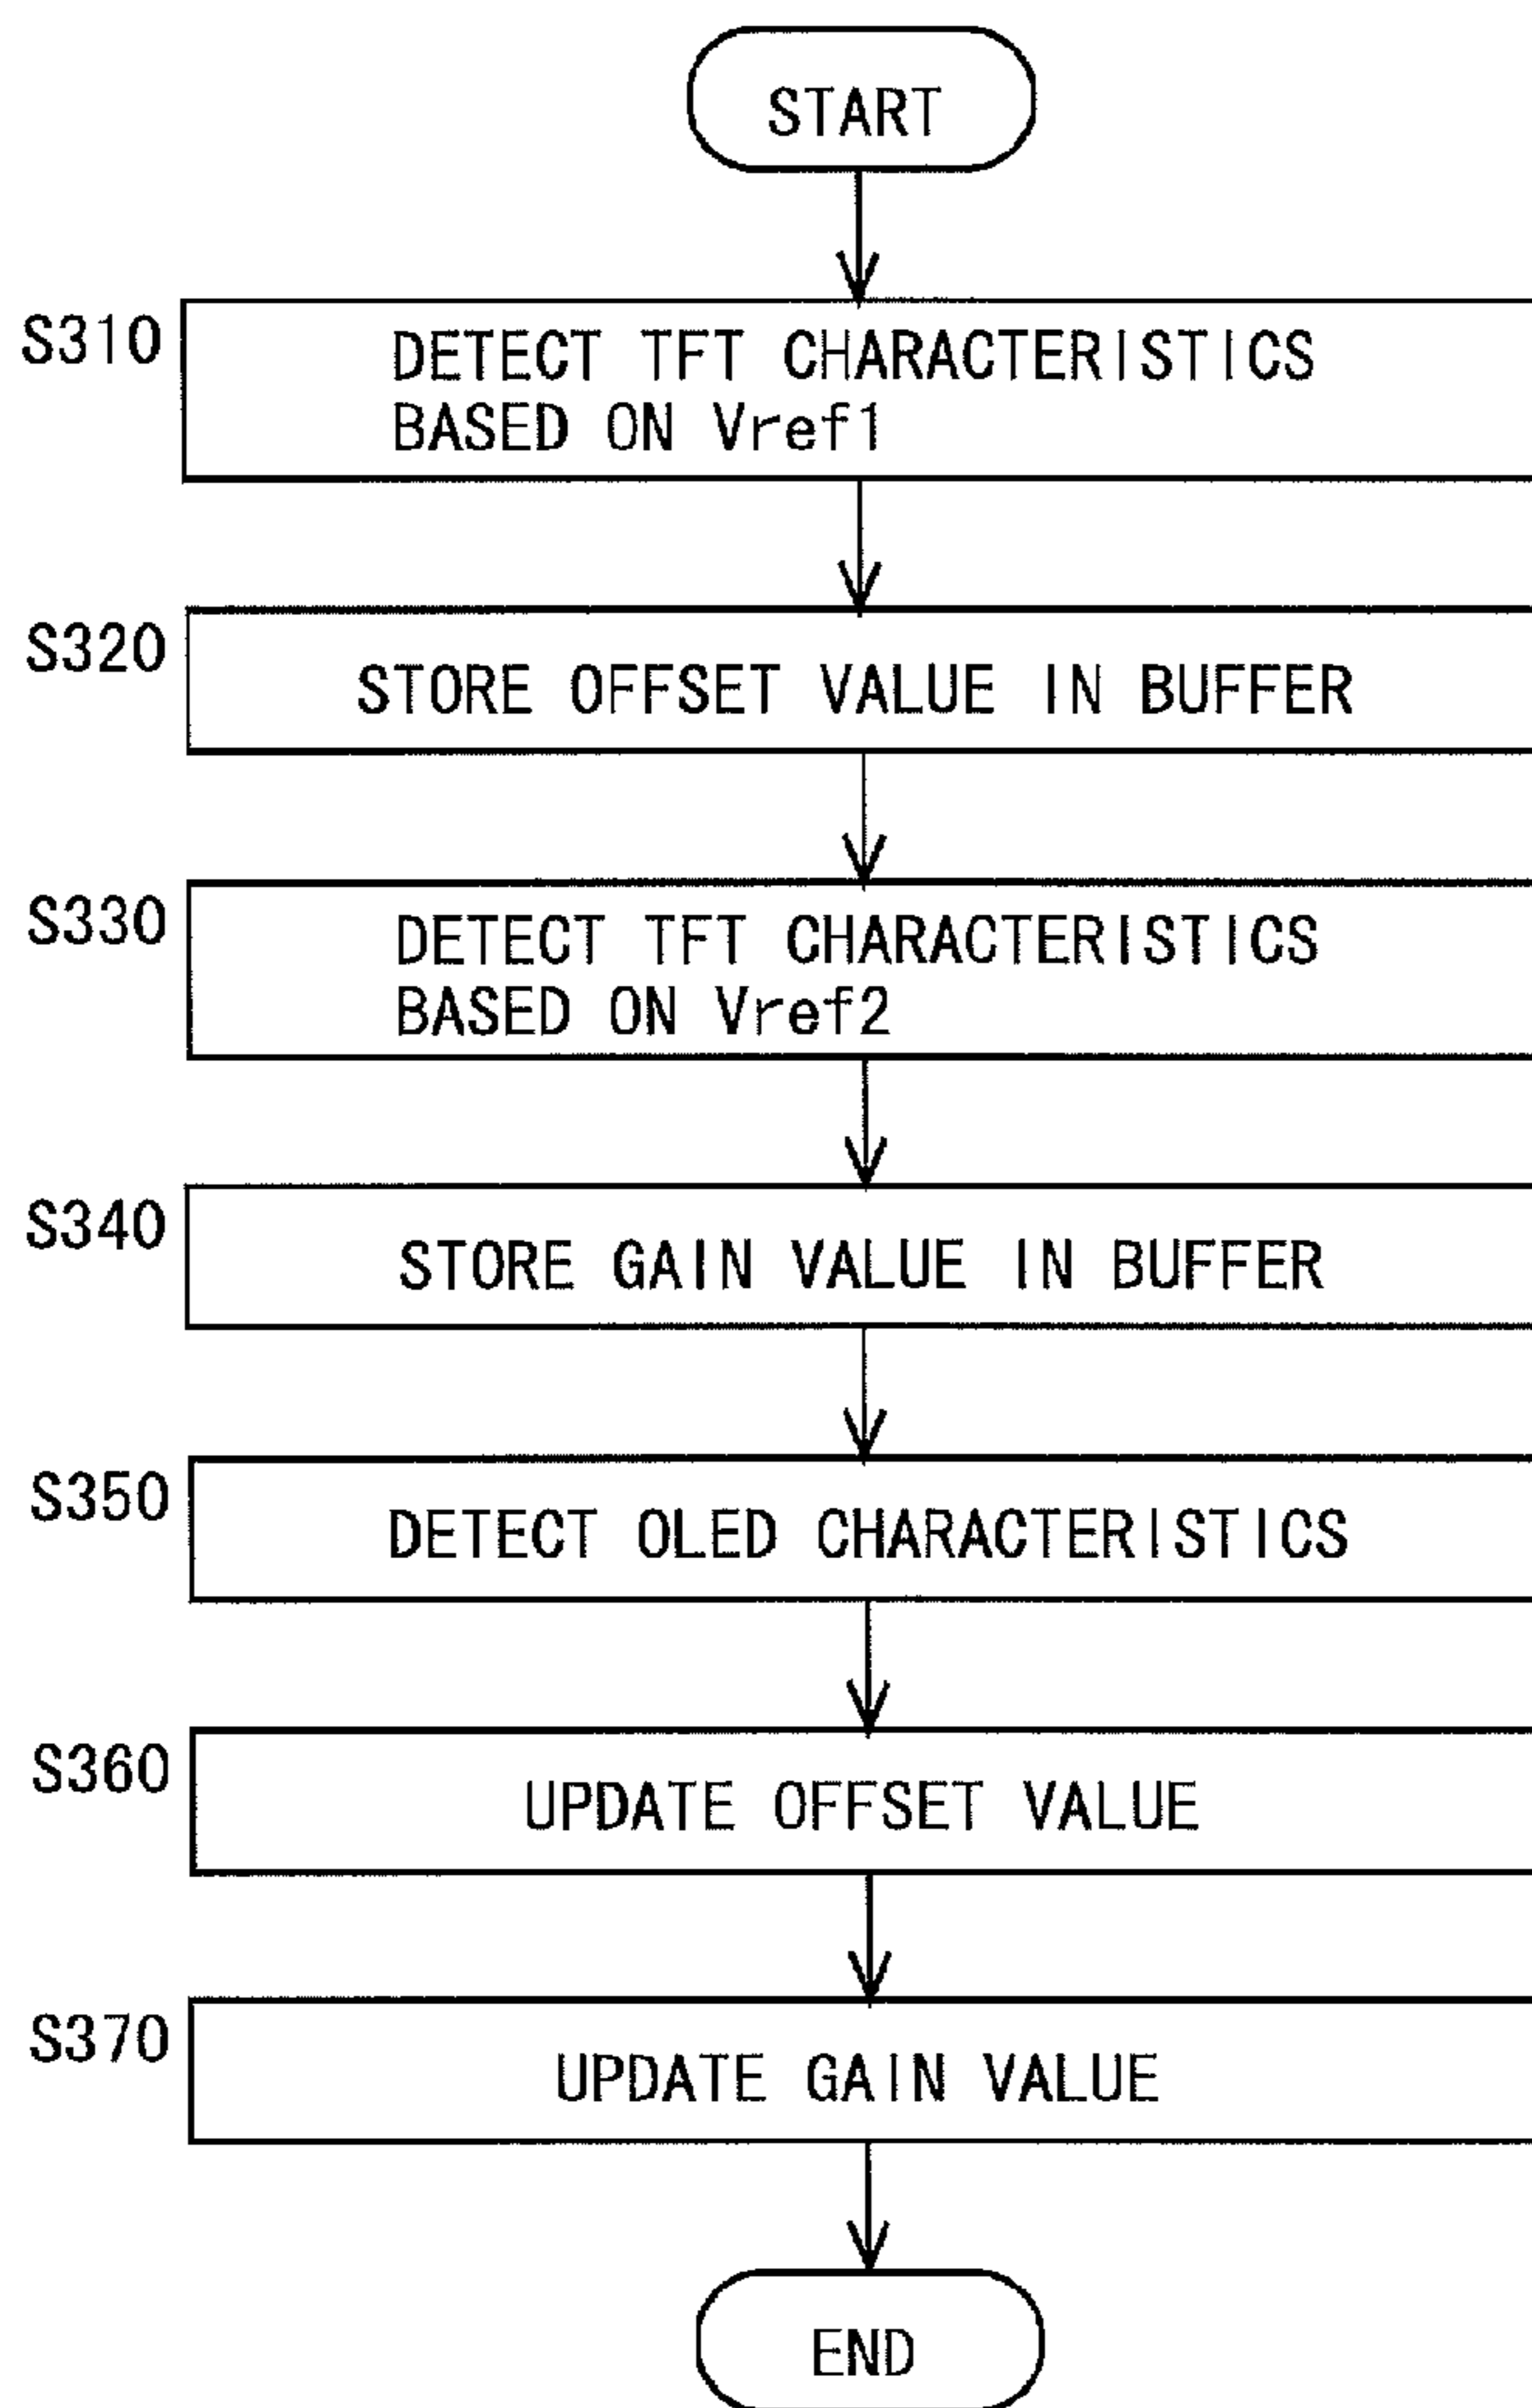 START
S310
DETECT TFT CHARACTERISTICS
BASED ON Vref1
S320
STORE OFFSET VALUE IN BUFFER
S330
DETECT TFT CHARACTERISTICS
BASED ON Vref2
S340
STORE GAIN VALUE IN BUFFER
S350
DETECT OLED CHARACTERISTICS
S360
UPDATE OFFSET VALUE
S370
UPDATE GAIN VALUE
END